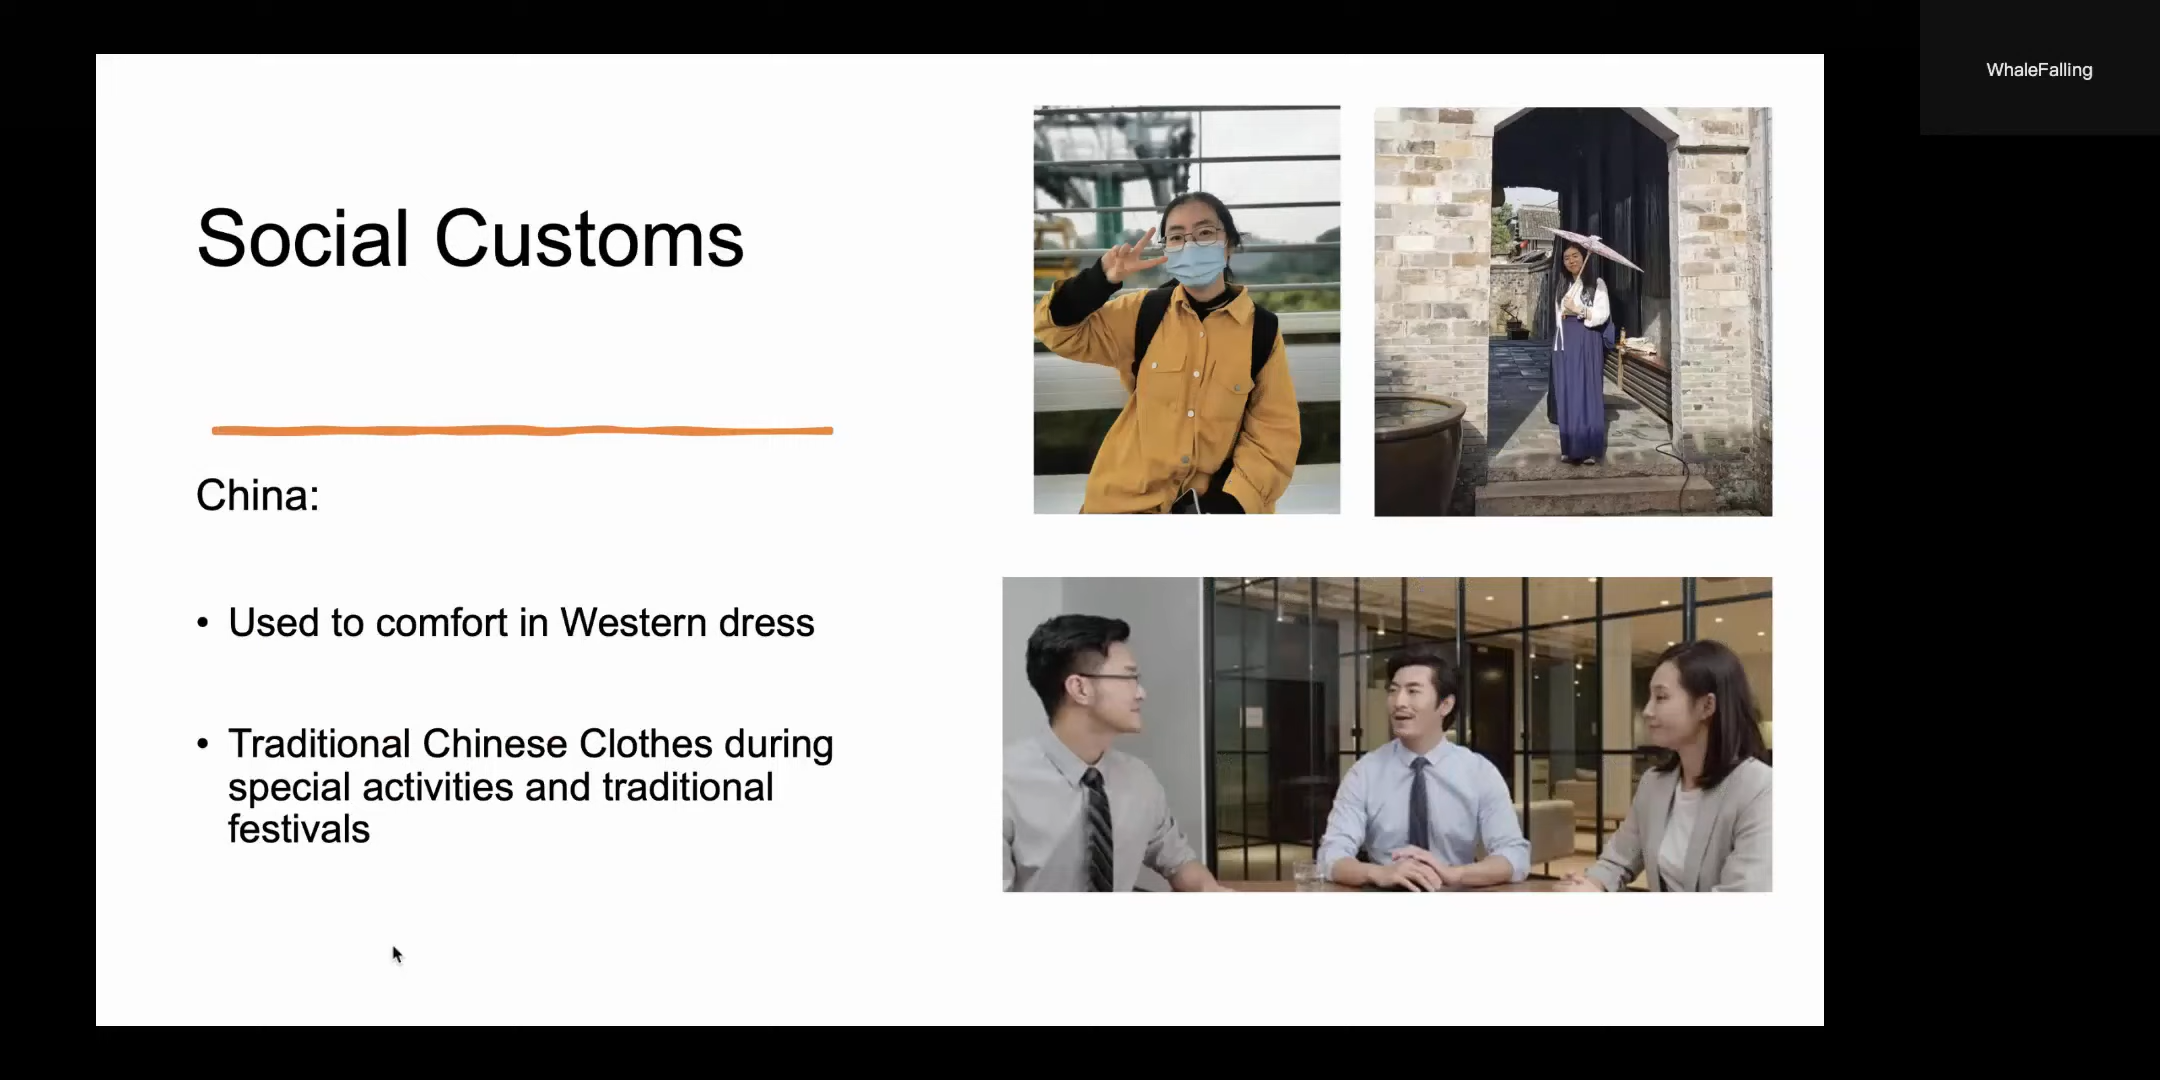 WhaleFalling
Social Customs
China:
• Used to comfort in Western dress
• Traditional Chinese Clothes during
special activities and traditional
festivals